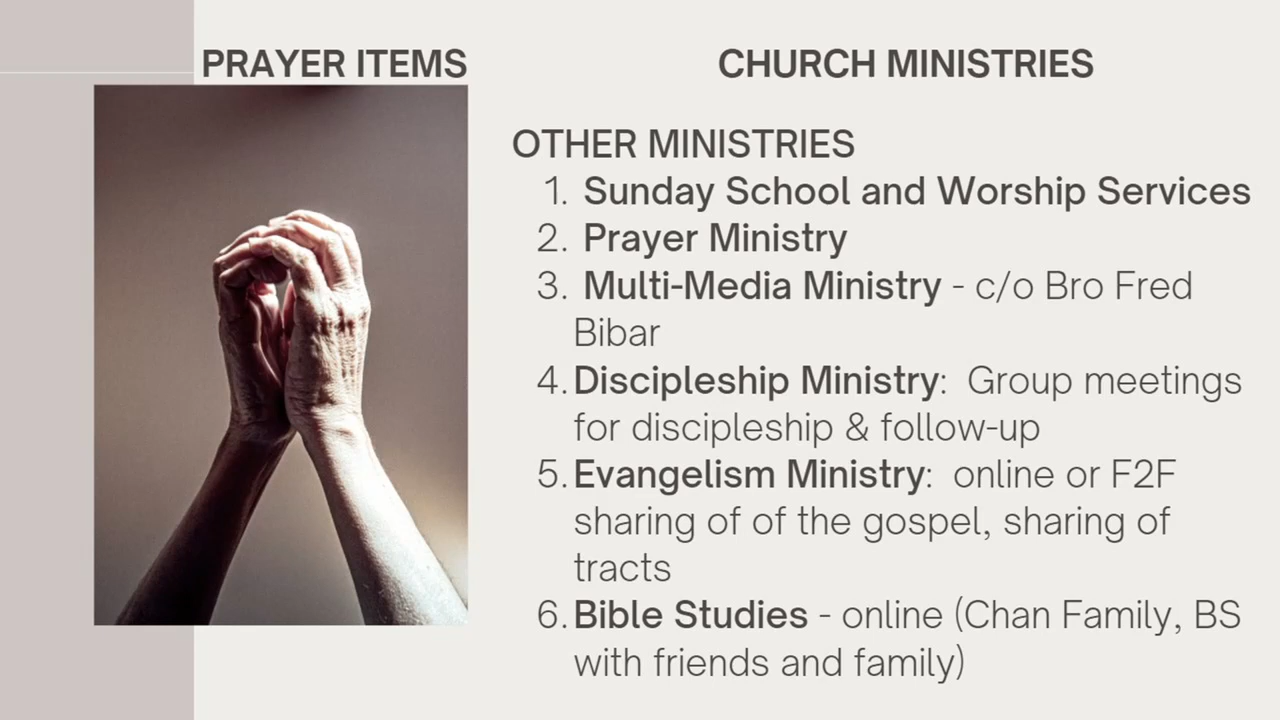 PRAYER ITEMS
CHURCH MINISTRIES
OTHER MINISTRIES
1. Sunday School and Worship Services
2. Prayer Ministry
3. Multi-Media Ministry - c/o Bro Fred
Bibar
4. Discipleship Ministry: Group meetings
for discipleship & follow-up
5. Evangelism Ministry: online or F2F
sharing of of the gospel, sharing of
tracts
6. Bible Studies - online (Chan Family, BS
with friends and family)